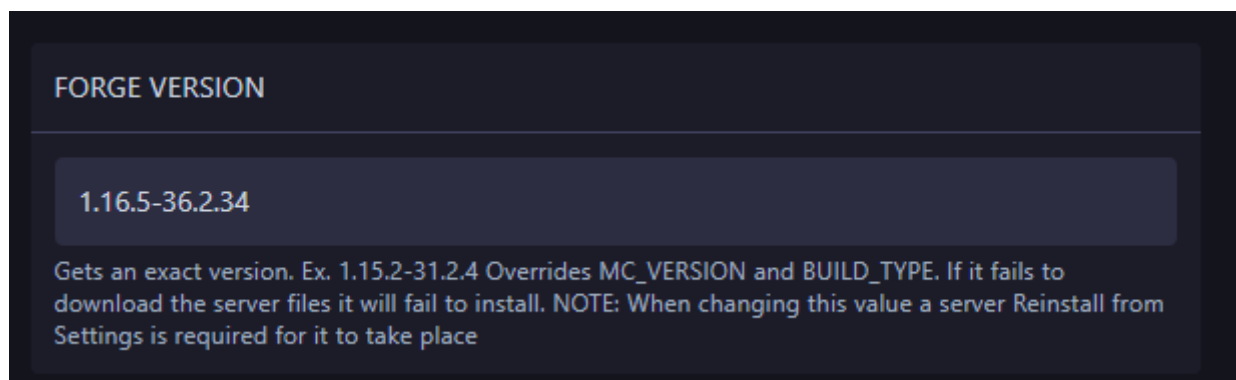 FORGE VERSION
1.16.5-36.2.34
Gets an exact version. Ex. 1.15.2-31.2.4 Overrides MC_VERSION and BUILD_TYPE. If it fails to
download the server files it will fail to install. NOTE: When changing this value a server Reinstall from
Settings is required for it to take place